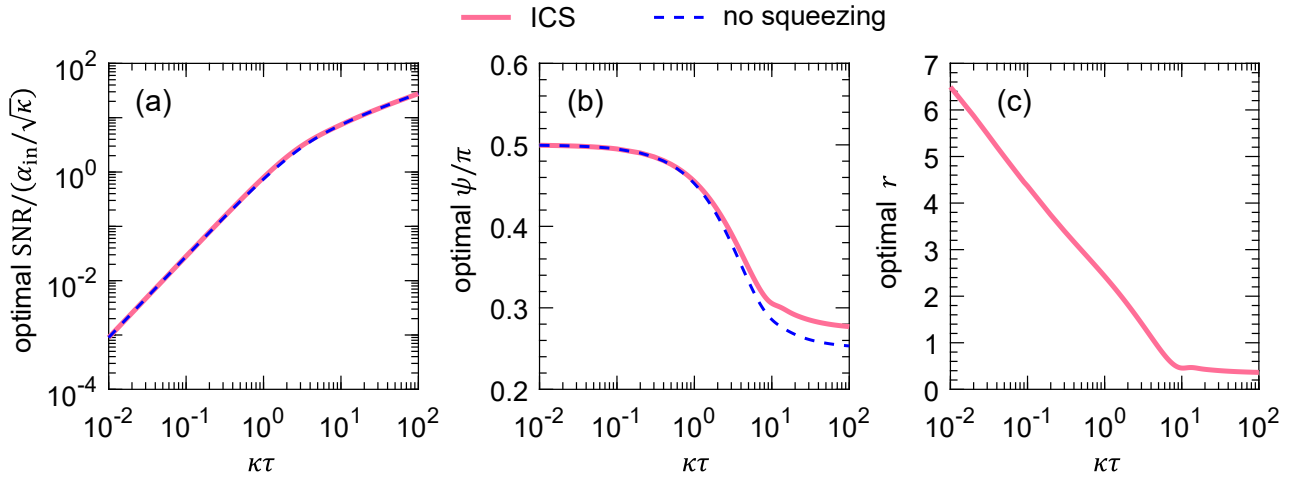 ICS no squeezing
(a)
optimal SNR/(α_in/√κ)
10^2
10^0
10^-2
10^-4
10^-2 10^-1 10^0 10^1 10^2
κτ
(b)
optimal ψ/π
0.6
0.5
0.4
0.3
0.2
10^-2 10^-1 10^0 10^1 10^2
κτ
(c)
optimal r
7
6
5
4
3
2
1
0
10^-2 10^-1 10^0 10^1 10^2
κτ